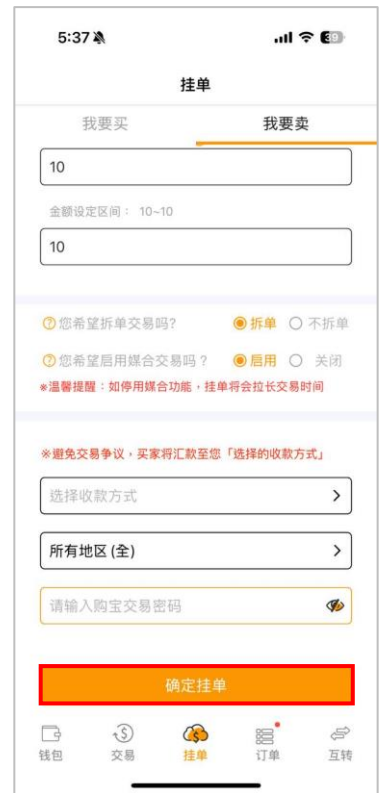 5:37
39
挂单
我要买 我要卖
10
金额设定区间： 10~10
10
您希望拆单交易吗? 拆单 不拆单
您希望启用媒合交易吗？ 启用 关闭
*温馨提醒：如停用媒合功能，挂单将会拉长交易时间
*避免交易争议，买家将汇款至您「选择的收款方式」
选择收款方式
所有地区 (全)
请输入购宝交易密码
确定挂单
钱包 交易 挂单 订单 互转